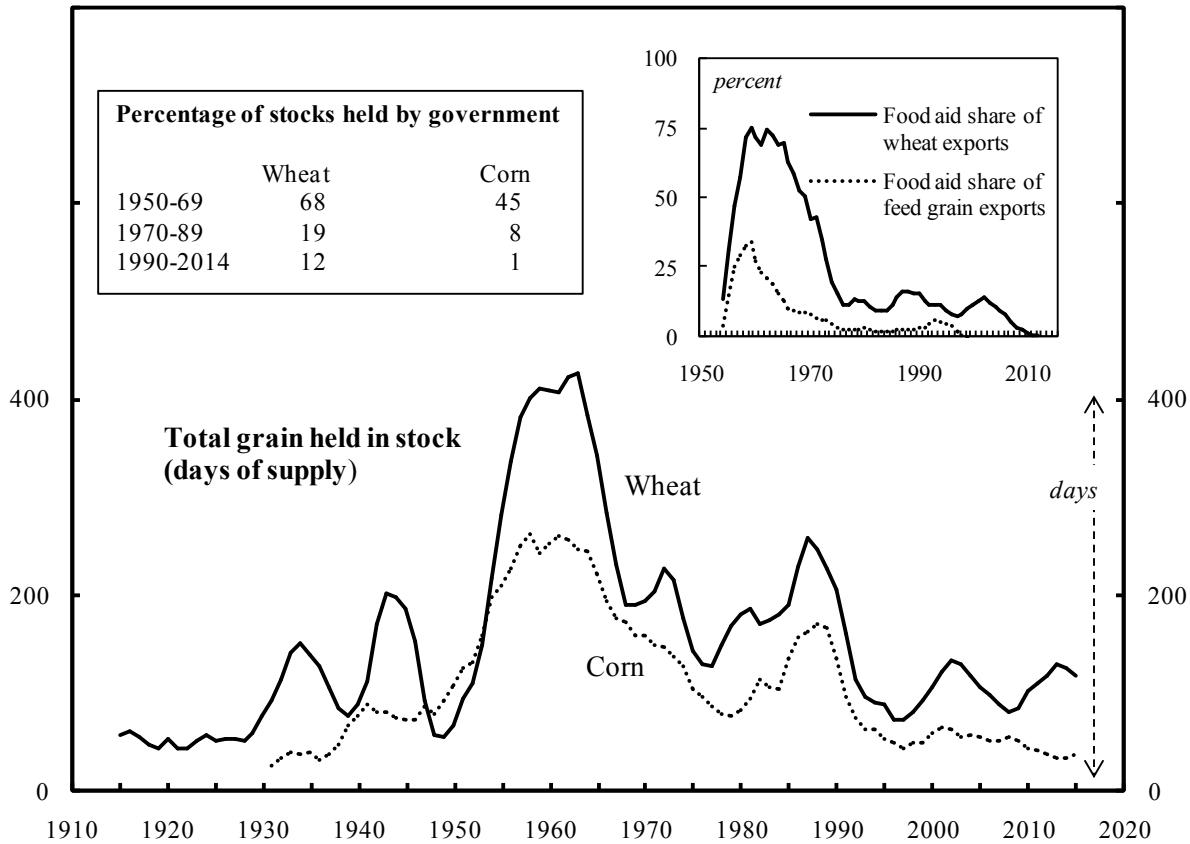 Percentage of stocks held by government
Wheat Corn
1950-69 68 45
1970-89 19 8
1990-2014 12 1
100
75
50
25
0
percent
Food aid share of
wheat exports
Food aid share of
feed grain exports
1950 1970 1990 2010
400
200
0
Total grain held in stock
(days of supply)
Wheat
Corn
days
400
200
0
1910 1920 1930 1940 1950 1960 1970 1980 1990 2000 2010 2020